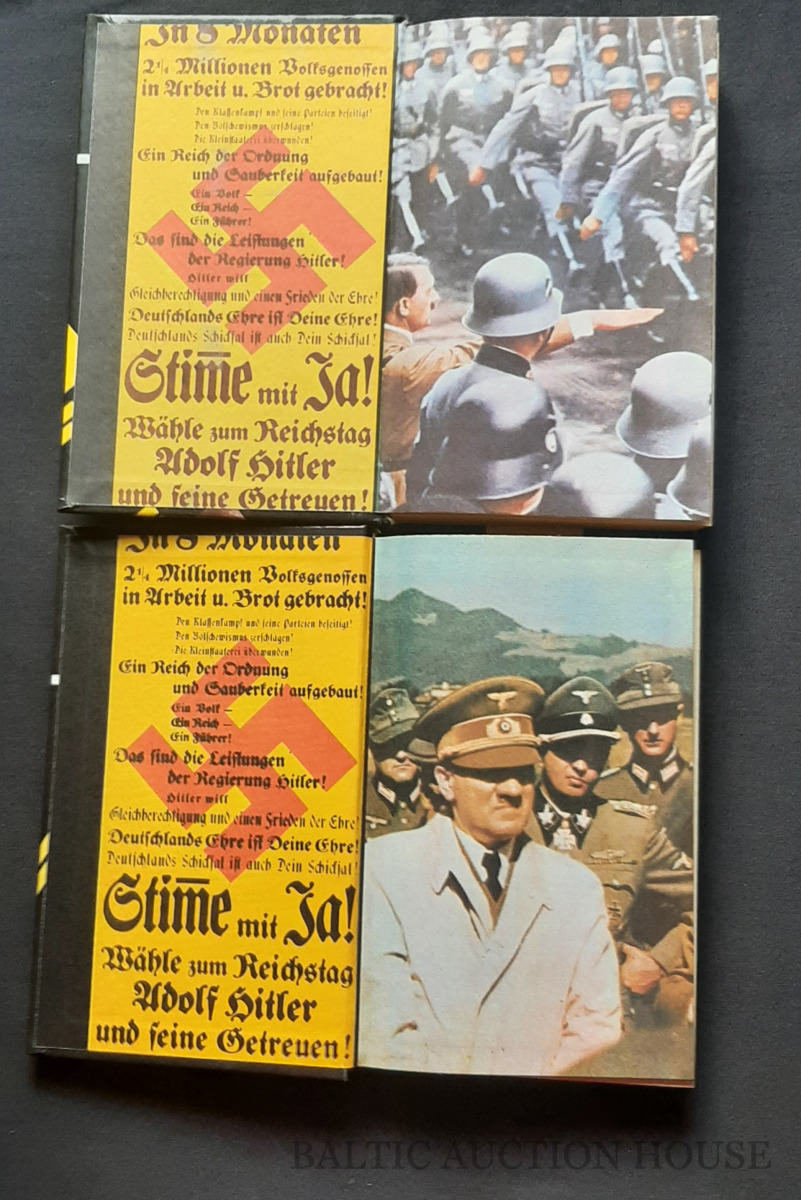 In 8 Monaten
2¼ Millionen Volksgenossen
in Arbeit u. Brot gebracht!
Den Klassenkampf und seine Parteien beseitigt!
Den Bolschewismus zerschlagen!
Die Kleinstaaterei überwunden!
Ein Reich der Ordnung
und Sauberkeit aufgebaut!
Ein Volk –
Ein Reich –
Ein Führer!
Das sind die Leistungen
der Regierung Hitler!
Hitler will
Gleichberechtigung und einen Frieden der Ehre!
Deutschlands Ehre ist Deine Ehre!
Deutschlands Schicksal ist auch Dein Schicksal!
Stim̅e mit Ja!
Wähle zum Reichstag
Adolf Hitler
und seine Getreuen!
In 8 Monaten
2¼ Millionen Volksgenossen
in Arbeit u. Brot gebracht!
Den Klassenkampf und seine Parteien beseitigt!
Den Bolschewismus zerschlagen!
Die Kleinstaaterei überwunden!
Ein Reich der Ordnung
und Sauberkeit aufgebaut!
Ein Volk –
Ein Reich –
Ein Führer!
Das sind die Leistungen
der Regierung Hitler!
Hitler will
Gleichberechtigung und einen Frieden der Ehre!
Deutschlands Ehre ist Deine Ehre!
Deutschlands Schicksal ist auch Dein Schicksal!
Stim̅e mit Ja!
Wähle zum Reichstag
Adolf Hitler
und seine Getreuen!
BALTIC AUCTION HOUSE